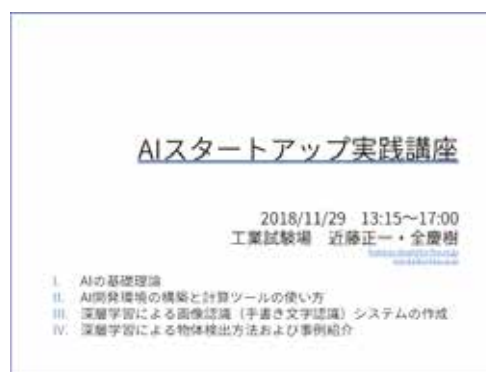 AIスタートアップ実践講座
2018/11/29 13:15～17:00
工業試験場 近藤正一・全慶樹
I. AIの基礎理論
II. AI開発環境の構築と計算ツールの使い方
III. 深層学習による画像認識（手書き文字認識）システムの作成
IV. 深層学習による物体検出方法および事例紹介